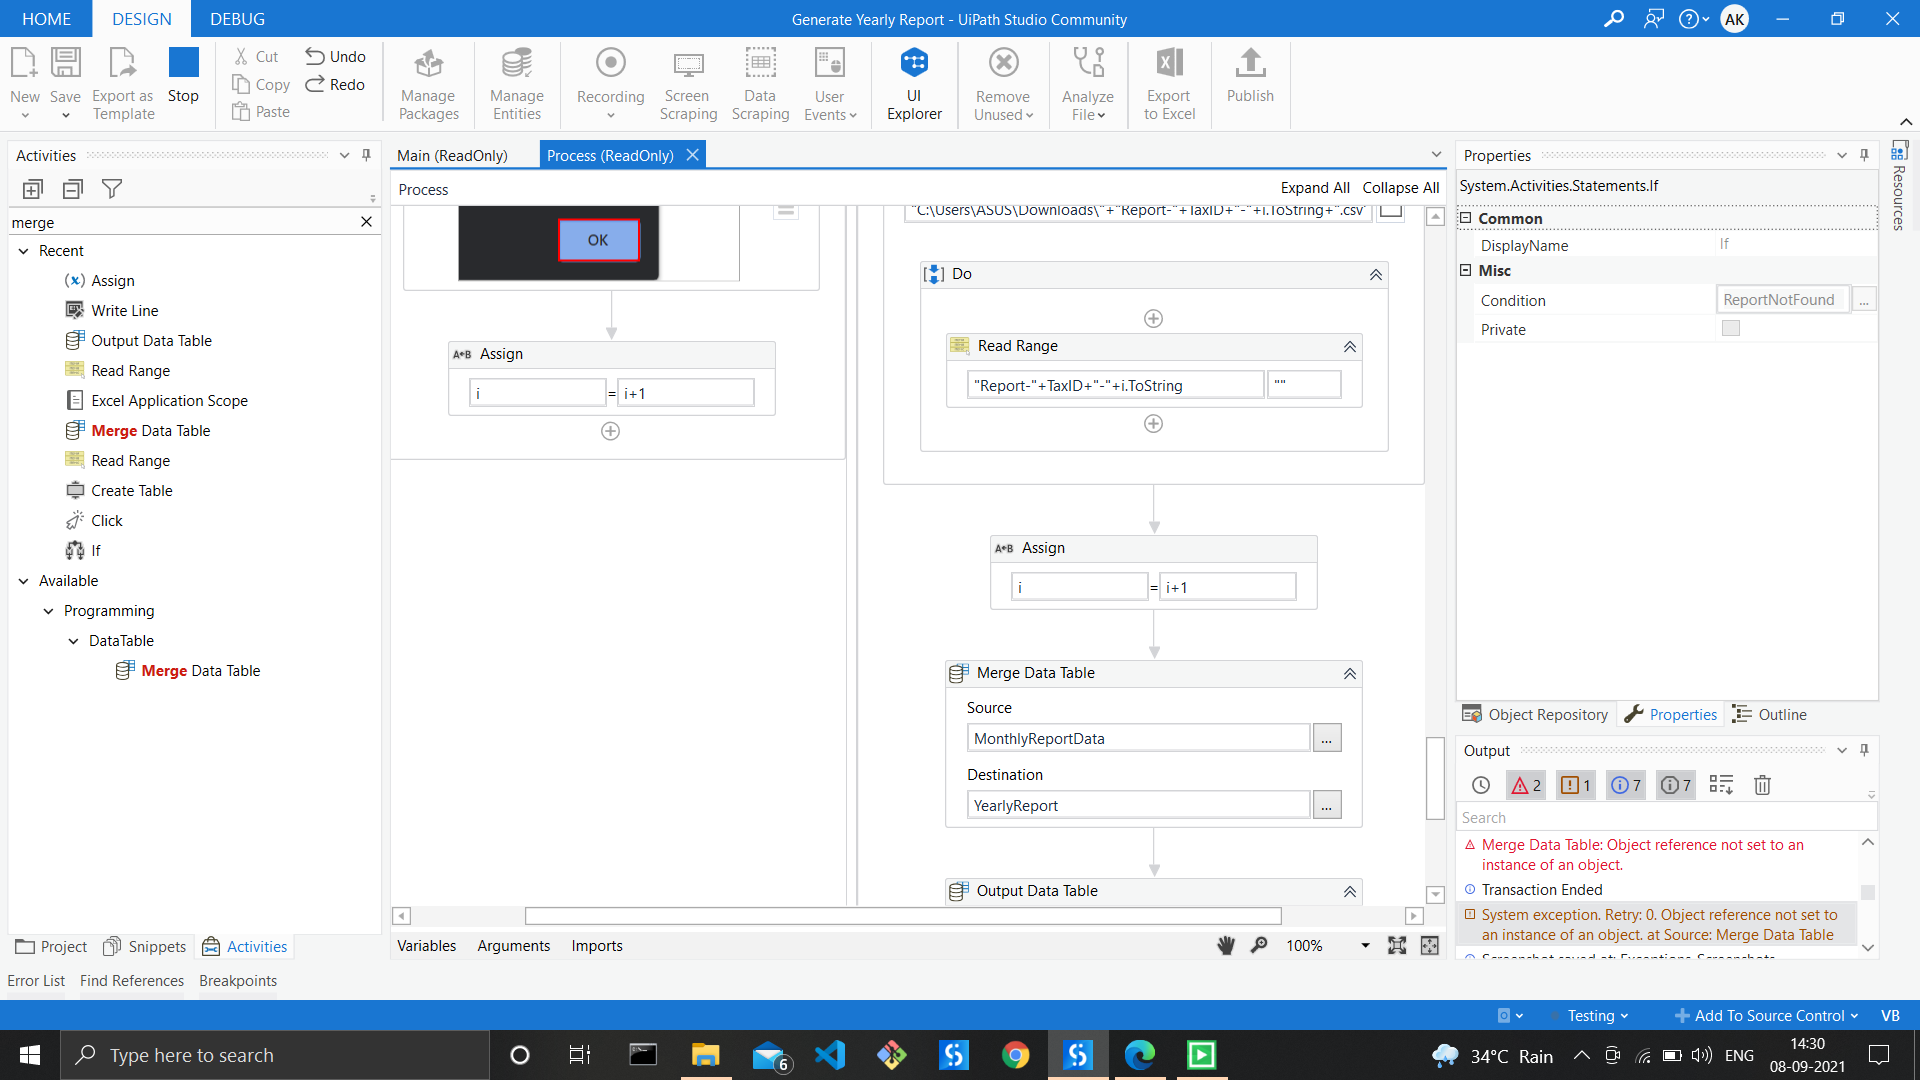 HOME DESIGN DEBUG
Generate Yearly Report - UiPath Studio Community
AK
New
Save
Export as
Template
Stop
Cut
Copy
Paste
Undo
Redo
Manage
Packages
Manage
Entities
Recording
Screen
Scraping
Data
Scraping
User
Events
UI
Explorer
Remove
Unused
Analyze
File
Export
to Excel
Publish
Activities
merge
Recent
Assign
Write Line
Output Data Table
Read Range
Excel Application Scope
Merge Data Table
Read Range
Create Table
Click
If
Available
Programming
DataTable
Merge Data Table
Project Snippets Activities
Main (ReadOnly) Process (ReadOnly)
Process
Expand All Collapse All
OK
A+B Assign
i = i+1
"C:\Users\ASUS\Downloads\"+"Report-"+TaxID+"-"+i.ToString+".csv"
Do
Read Range
"Report-"+TaxID+"-"+i.ToString ""
A+B Assign
i = i+1
Merge Data Table
Source
MonthlyReportData ...
Destination
YearlyReport ...
Output Data Table
Variables Arguments Imports
100%
Properties
System.Activities.Statements.If
Common
DisplayName If
Misc
Condition ReportNotFound ...
Private
Object Repository Properties Outline
Resources
Output
2 1 7 7
Search
Merge Data Table: Object reference not set to an
instance of an object.
Transaction Ended
System exception. Retry: 0. Object reference not set to
an instance of an object. at Source: Merge Data Table
Screenshot saved at: Exceptions_Screenshots
Error List Find References Breakpoints
Testing
Add To Source Control
VB
Type here to search
6
34°C Rain
ENG
14:30
08-09-2021